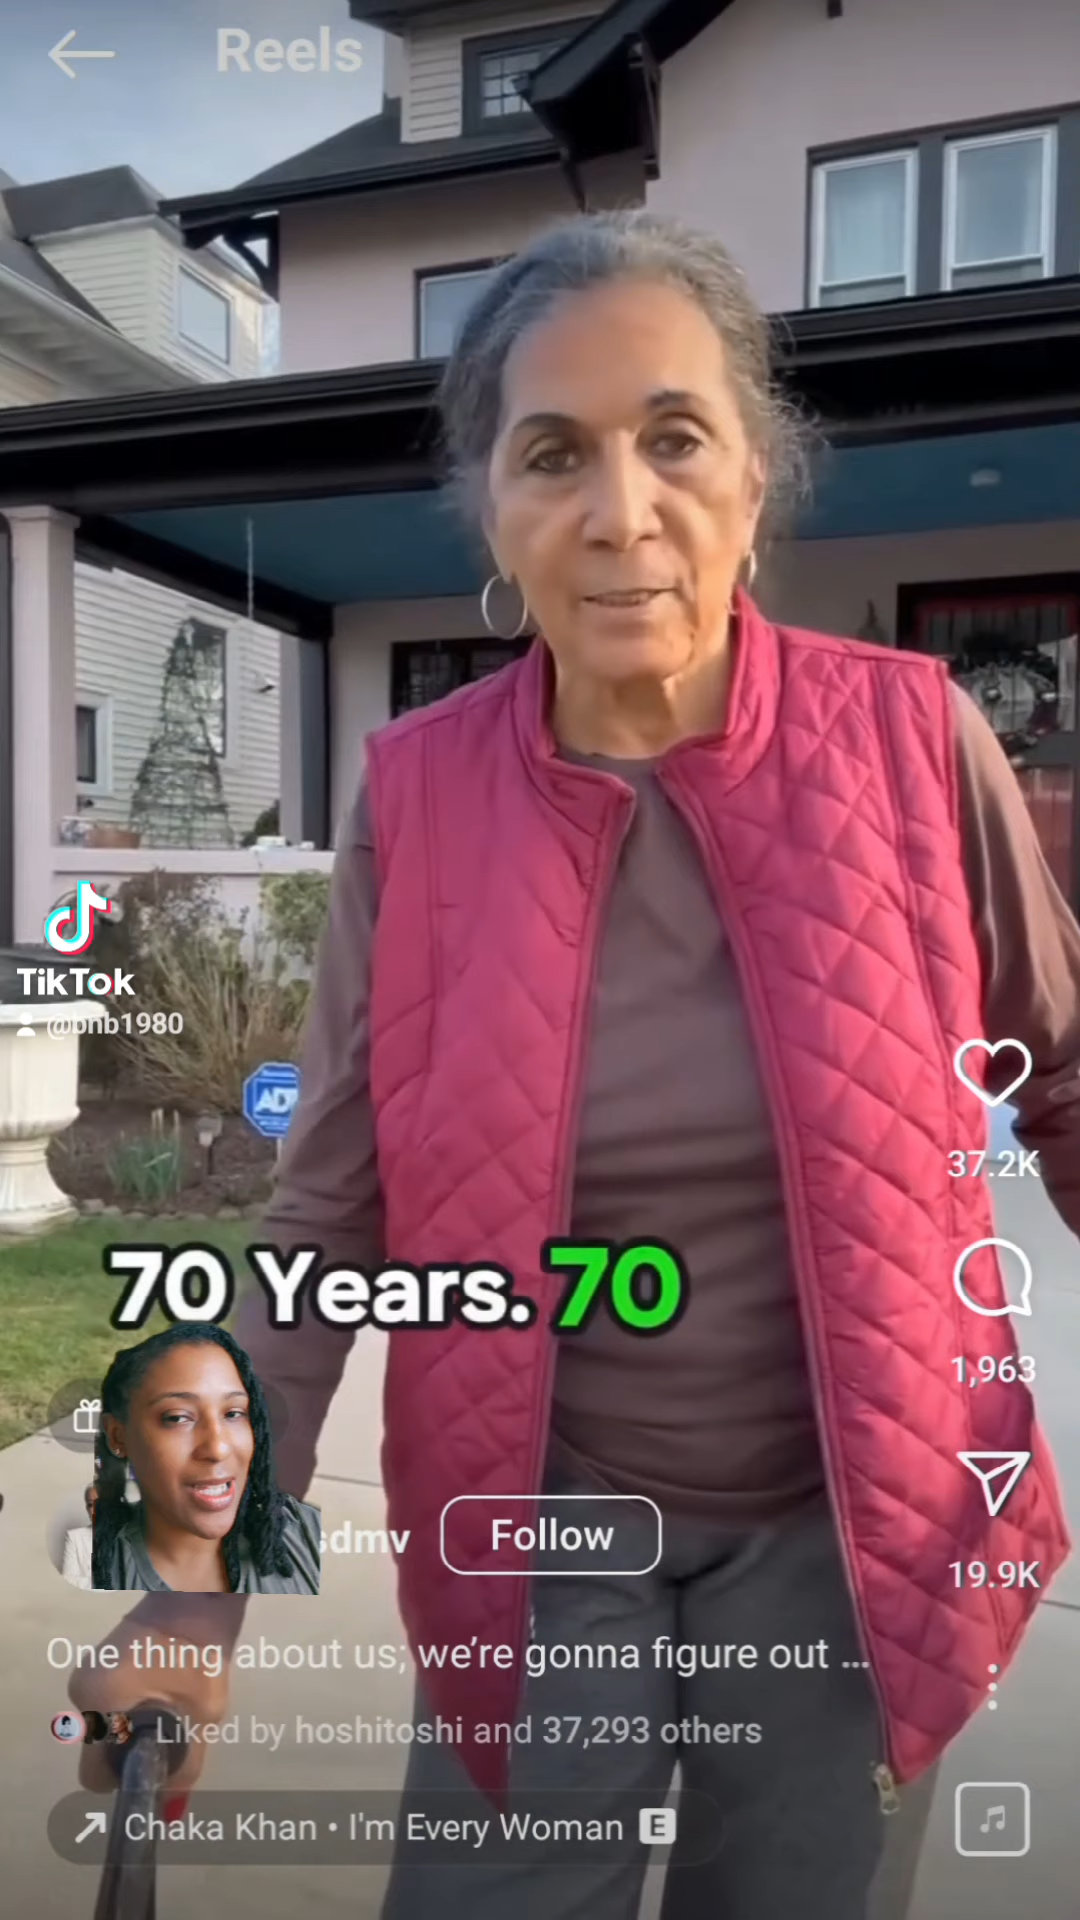 Reels
TikTok
@bnb1980
ADT
37.2K
70 Years. 70
1,963
sdmv
Follow
19.9K
One thing about us; we’re gonna figure out ...
Liked by hoshitoshi and 37,293 others
Chaka Khan • I'm Every Woman E